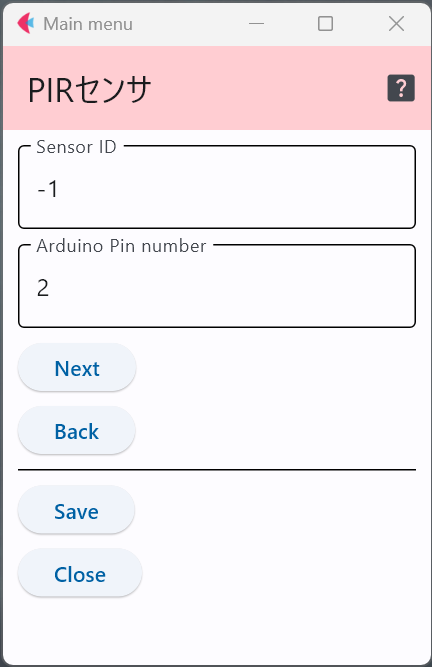 Main menu
PIRセンサ
?
Sensor ID
-1
Arduino Pin number
2
Next
Back
Save
Close